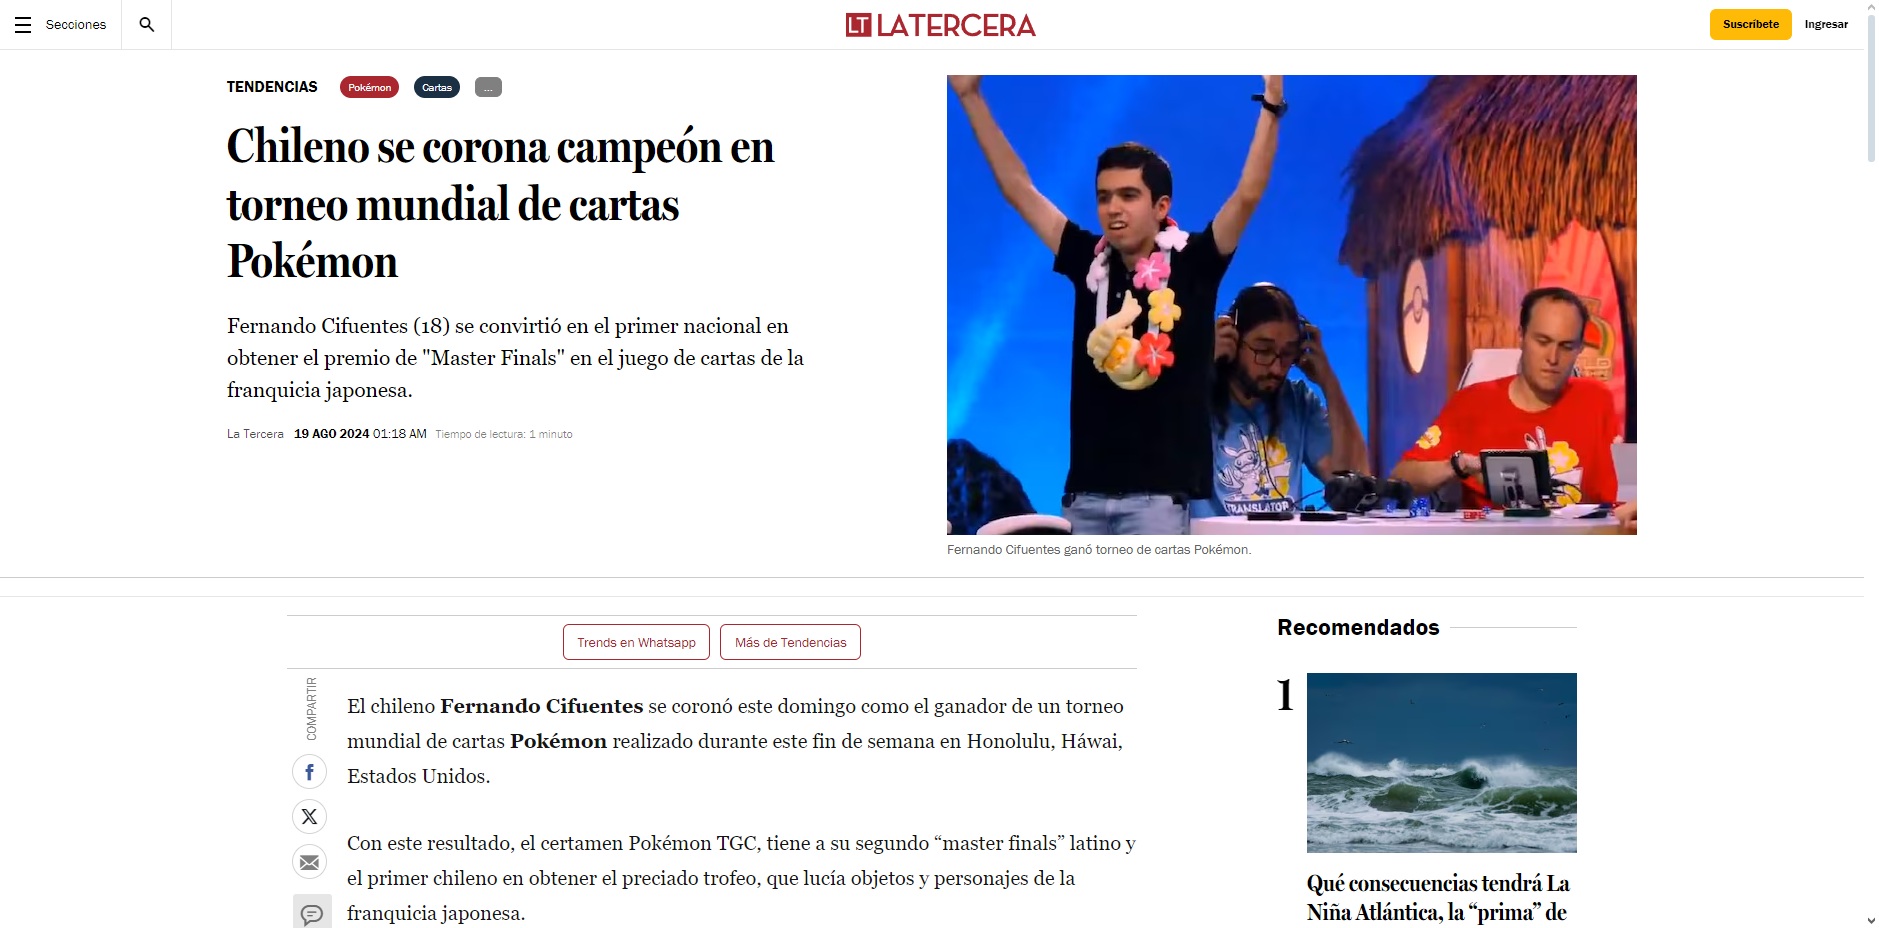 Secciones
LT LATERCERA
Suscríbete
Ingresar
TENDENCIAS
Pokémon
Cartas
...
Chileno se corona campeón en
torneo mundial de cartas
Pokémon
Fernando Cifuentes (18) se convirtió en el primer nacional en
obtener el premio de "Master Finals" en el juego de cartas de la
franquicia japonesa.
La Tercera 19 AGO 2024 01:18 AM Tiempo de lectura: 1 minuto
TRANSLATOR
Fernando Cifuentes ganó torneo de cartas Pokémon.
Trends en Whatsapp
Más de Tendencias
COMPARTIR
El chileno Fernando Cifuentes se coronó este domingo como el ganador de un torneo
mundial de cartas Pokémon realizado durante este fin de semana en Honolulu, Háwai,
Estados Unidos.
Con este resultado, el certamen Pokémon TGC, tiene a su segundo “master finals” latino y
el primer chileno en obtener el preciado trofeo, que lucía objetos y personajes de la
franquicia japonesa.
Recomendados
1
Qué consecuencias tendrá La
Niña Atlántica, la “prima” de